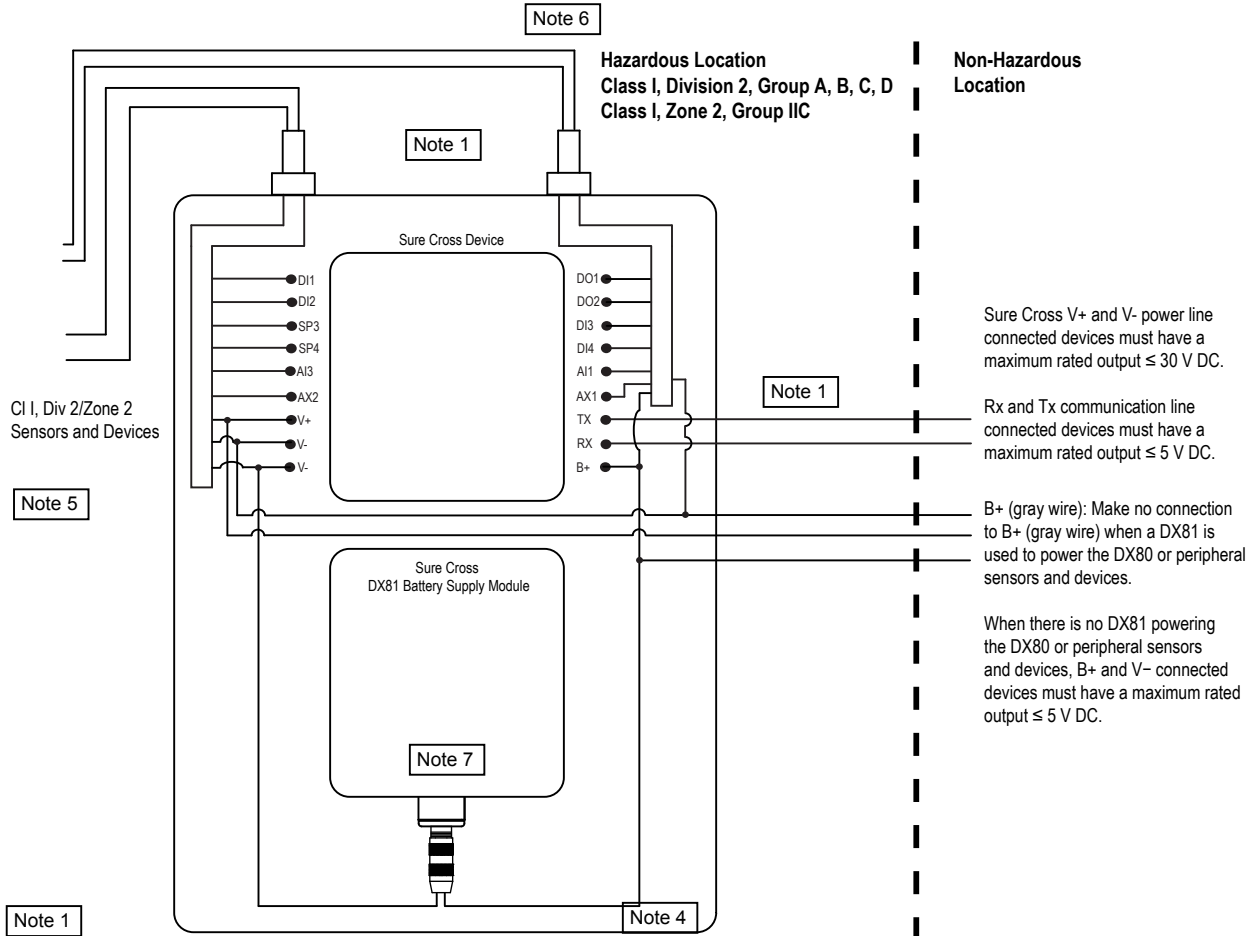 Note 6
Hazardous Location
Class I, Division 2, Group A, B, C, D
Class I, Zone 2, Group IIC
Non-Hazardous
Location
Note 1
Sure Cross Device
DI1
DI2
SP3
SP4
AI3
AX2
V+
V-
V-
DO1
DO2
DI3
DI4
AI1
AX1
TX
RX
B+
Note 1
CI I, Div 2/Zone 2
Sensors and Devices
Note 5
Sure Cross V+ and V- power line
connected devices must have a
maximum rated output ≤ 30 V DC.
Rx and Tx communication line
connected devices must have a
maximum rated output ≤ 5 V DC.
B+ (gray wire): Make no connection
to B+ (gray wire) when a DX81 is
used to power the DX80 or peripheral
sensors and devices.
When there is no DX81 powering
the DX80 or peripheral sensors
and devices, B+ and V− connected
devices must have a maximum rated
output ≤ 5 V DC.
Sure Cross
DX81 Battery Supply Module
Note 7
Note 1
Note 4